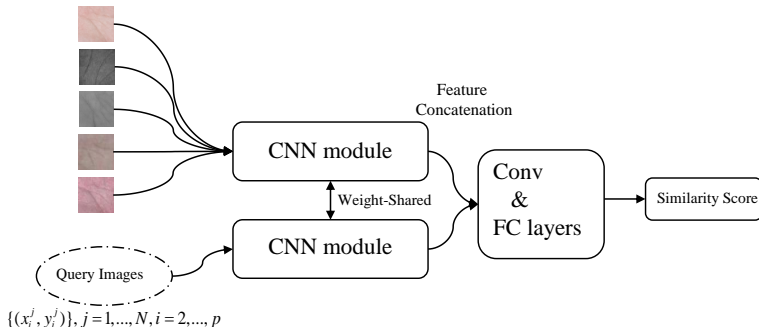 Feature
Concatenation
CNN module
Weight-Shared
CNN module
Conv
&
FC layers
Similarity Score
Query Images
{(x_i^j, y_i^j)}, j = 1,..., N, i = 2,..., p